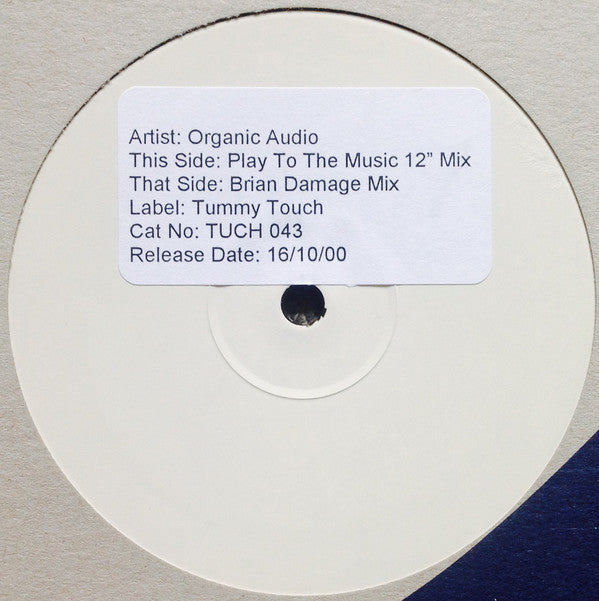 Artist: Organic Audio
This Side: Play To The Music 12” Mix
That Side: Brian Damage Mix
Label: Tummy Touch
Cat No: TUCH 043
Release Date: 16/10/00